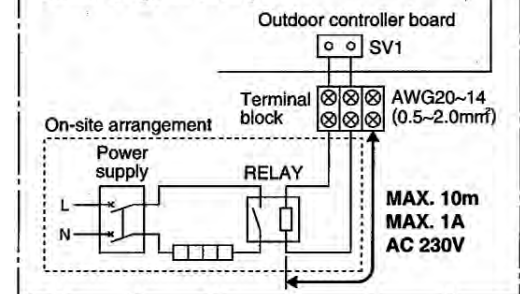 Outdoor controller board
SV1
Terminal
block
AWG20~14
(0.5~2.0mm²)
On-site arrangement
Power
supply
RELAY
L
N
MAX. 10m
MAX. 1A
AC 230V